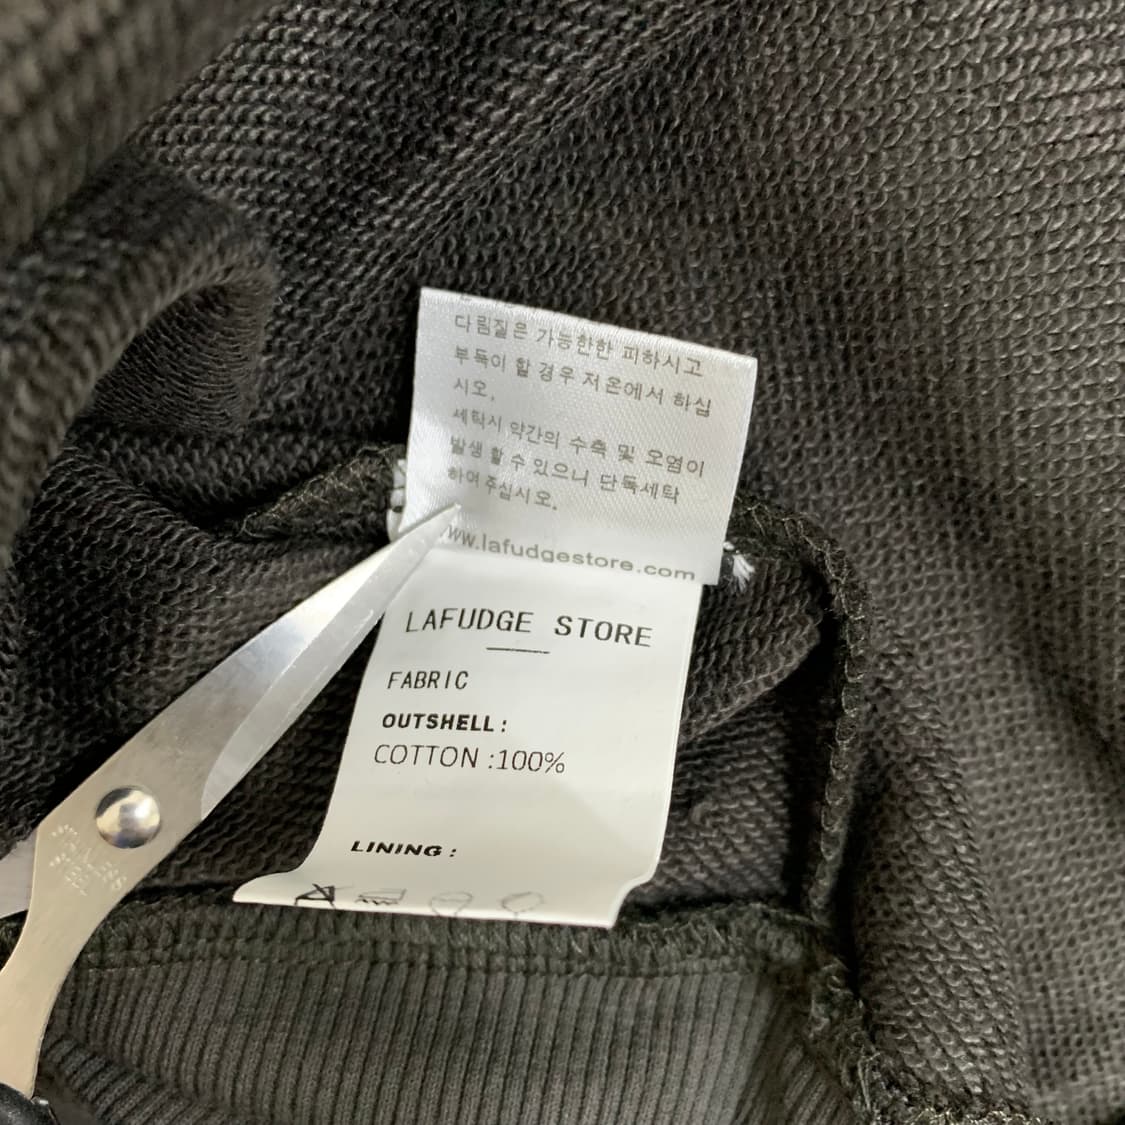 다림질은 가능한한 피하시고
부득이 할 경우 저온에서 하십
시오.
세탁시 약간의 수축 및 오염이
발생 할 수 있으니 단독세탁
하여주십시오.
www.lafudgestore.com
LAFUDGE STORE
FABRIC
OUTSHELL:
COTTON :100%
LINING :
STAINLESS
STEEL